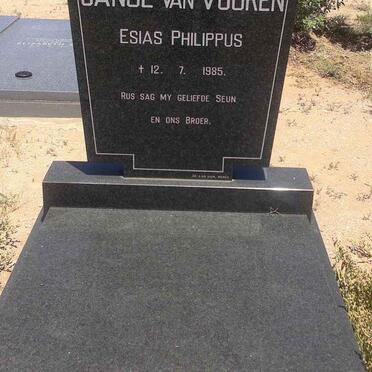 JANSE VAN VUUREN
ESIAS PHILIPPUS
† 12. 7. 1985.
RUS SAG MY GELIEFDE SEUN
EN ONS BROER.